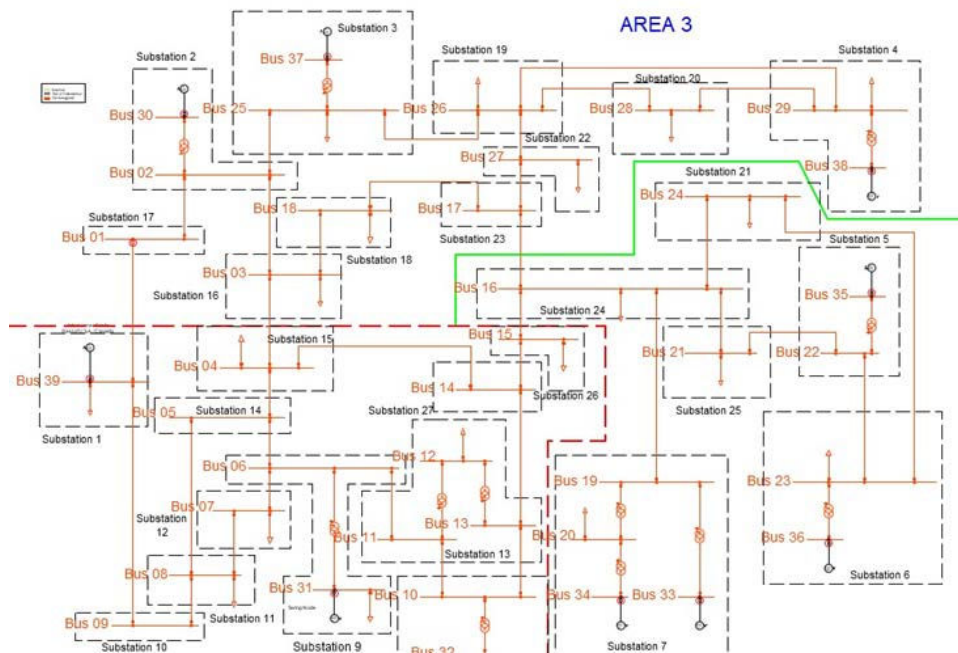 AREA 3
Substation 3
Substation 19
Substation 4
Substation 2
Bus 37
Substation 20
Bus 30
Bus 25
Bus 26
Bus 28
Bus 29
Substation 22
Bus 27
Bus 38
Bus 02
Substation 21
Bus 24
Substation 17
Bus 18
Bus 17
Bus 01
Substation 23
Substation 5
Substation 18
Bus 03
Bus 16
Bus 35
Substation 16
Substation 24
Substation 15
Bus 15
Bus 21
Bus 22
Bus 04
Bus 39
Bus 14
Substation 26
Substation 27
Substation 25
Bus 05
Substation 14
Substation 1
Bus 12
Bus 06
Bus 19
Bus 23
Bus 07
Substation 12
Bus 13
Bus 11
Bus 20
Bus 36
Substation 13
Bus 08
Substation 6
Bus 31
Bus 10
Bus 34
Bus 33
Swing Node
Substation 11
Bus 09
Substation 10
Substation 9
Bus 32
Substation 7